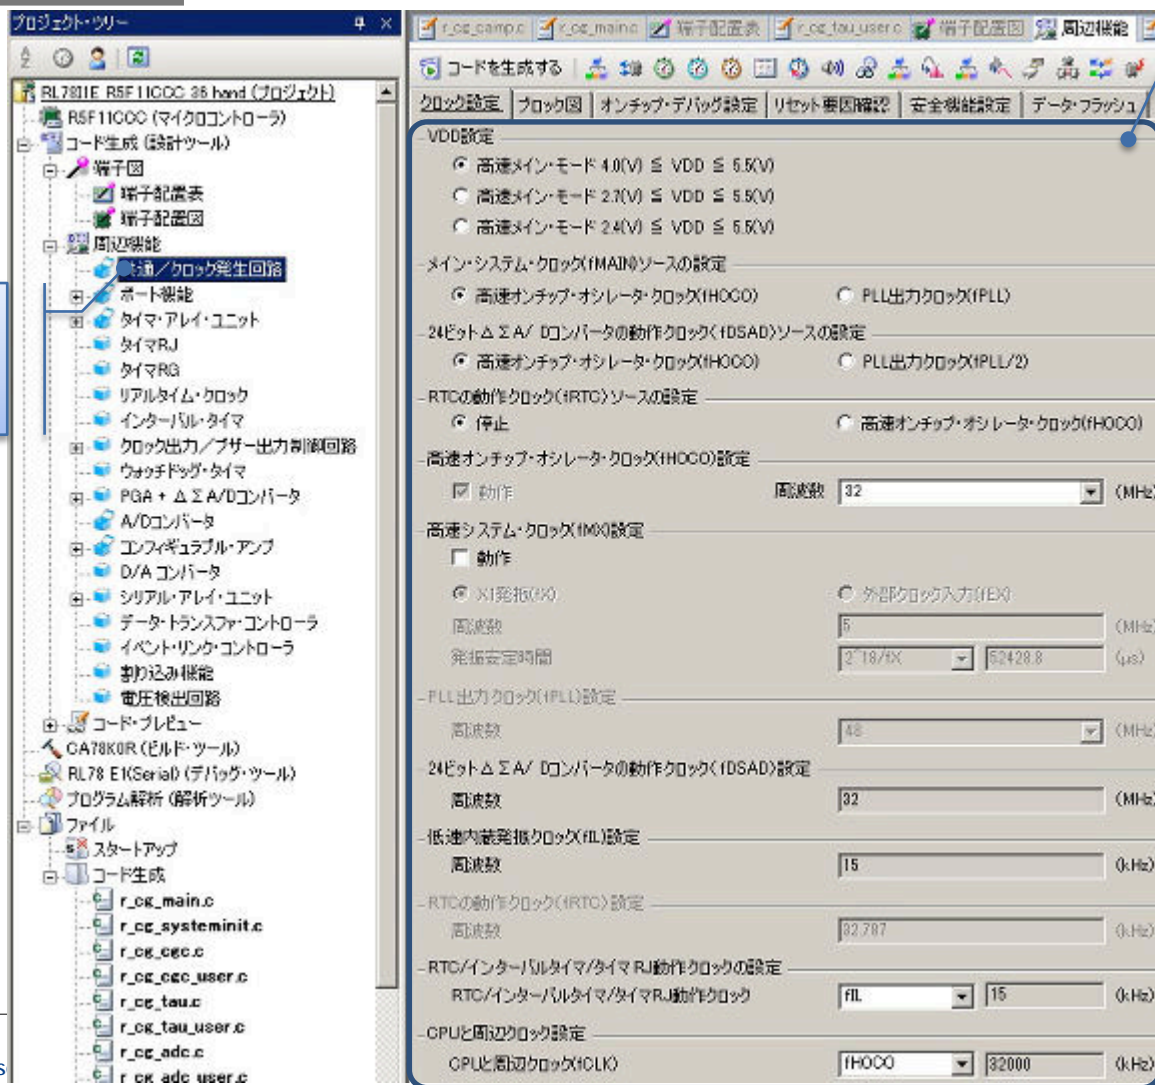 プロジェクト・ツリー
RL78I1E R5F11CCC 36 hand (プロジェクト)
R5F11CCC (マイクロコントローラ)
コード生成 (設計ツール)
端子図
端子配置表
端子配置図
周辺機能
共通／クロック発生回路
ポート機能
タイマ・アレイ・ユニット
タイマRJ
タイマRG
リアルタイム・クロック
インターバル・タイマ
クロック出力／ブザー出力制御回路
ウォッチドッグ・タイマ
PGA + ΔΣA/Dコンバータ
A/Dコンバータ
コンフィギュラブル・アンプ
D/A コンバータ
シリアル・アレイ・ユニット
データ・トランスファ・コントローラ
イベント・リンク・コントローラ
割り込み機能
電圧検出回路
コード・プレビュー
CA78K0R (ビルド・ツール)
RL78 E1(Serial) (デバッグ・ツール)
プログラム解析 (解析ツール)
ファイル
スタートアップ
コード生成
r_cg_main.c
r_cg_systeminit.c
r_cg_cgc.c
r_cg_cgc_user.c
r_cg_tau.c
r_cg_tau_user.c
r_cg_adc.c
r_cg_adc_user.c
r_cg_camp.c r_cg_main.c 端子配置表 r_cg_tau_user.c 端子配置図 周辺機能
コードを生成する
クロック設定 ブロック図 オンチップ・デバッグ設定 リセット要因確認 安全機能設定 データ・フラッシュ
VDD設定
高速メイン・モード 4.0(V) ≦ VDD ≦ 5.5(V)
高速メイン・モード 2.7(V) ≦ VDD ≦ 5.5(V)
高速メイン・モード 2.4(V) ≦ VDD ≦ 5.5(V)
メイン・システム・クロック(fMAIN)ソースの設定
高速オンチップ・オシレータ・クロック(fHOCO) PLL出力クロック(fPLL)
24ビットΔΣA/ Dコンバータの動作クロック(fDSAD)ソースの設定
高速オンチップ・オシレータ・クロック(fHOCO) PLL出力クロック(fPLL/2)
RTCの動作クロック(fRTC)ソースの設定
停止 高速オンチップ・オシレータ・クロック(fHOCO)
高速オンチップ・オシレータ・クロック(fHOCO)設定
動作 周波数 32 (MHz)
高速システム・クロック(fMX)設定
動作
X1発振(fX) 外部クロック入力(fEX)
周波数 5 (MHz)
発振安定時間 2^18/fX 52428.8 (μs)
PLL出力クロック(fPLL)設定
周波数 48 (MHz)
24ビットΔΣA/ Dコンバータの動作クロック(fDSAD)設定
周波数 32 (MHz)
低速内蔵発振クロック(fIL)設定
周波数 15 (kHz)
RTCの動作クロック(fRTC)設定
周波数 32.787 (kHz)
RTC/インターバルタイマ/タイマRJ動作クロックの設定
RTC/インターバルタイマ/タイマRJ動作クロック fIL 15 (kHz)
CPUと周辺クロック設定
CPUと周辺クロック(fCLK) fHOCO 32000 (kHz)